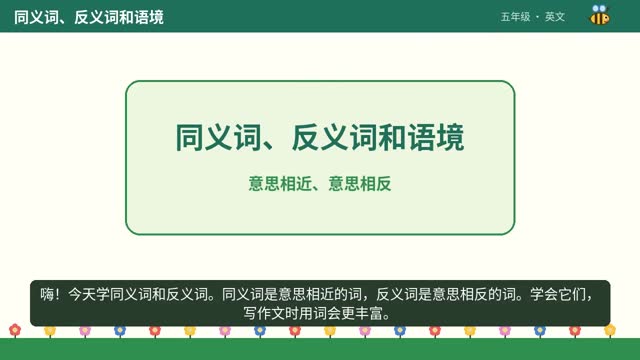 同义词、反义词和语境
五年级 · 英文
同义词、反义词和语境
意思相近、意思相反
嗨！今天学同义词和反义词。同义词是意思相近的词，反义词是意思相反的词。学会它们，
写作文时用词会更丰富。